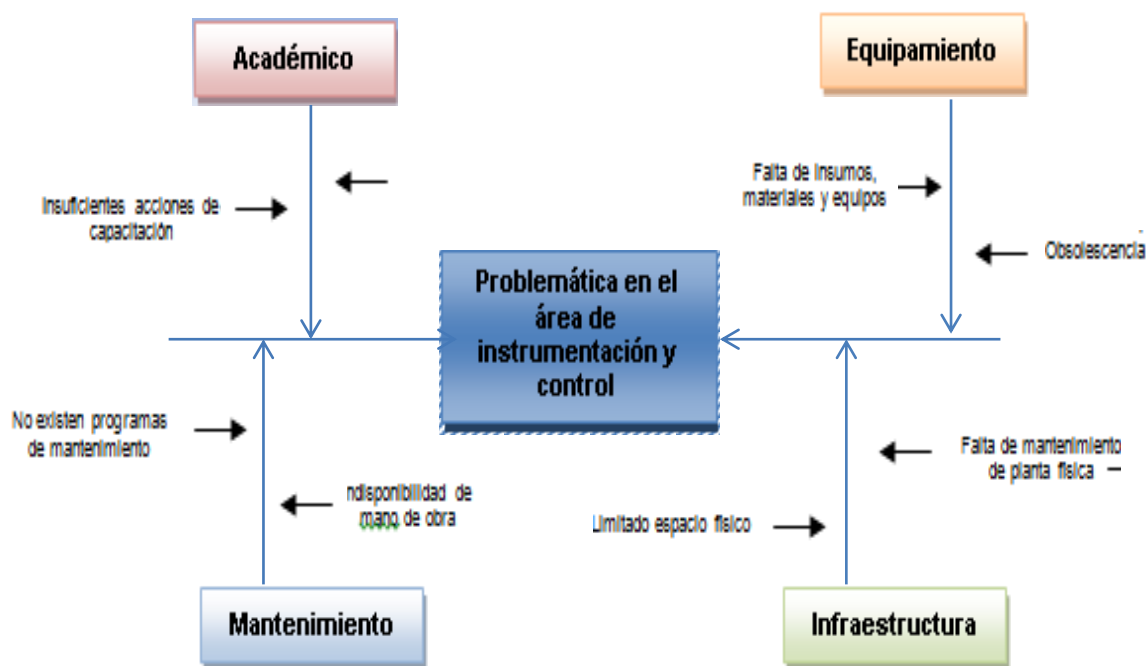 Académico
Equipamiento
Insuficientes acciones de
capacitación
Falta de insumos,
materiales y equipos
Obsolescencia
Problemática en el
área de
instrumentación y
control
No existen programas
de mantenimiento
ndisponibilidad de
mano de obra
Falta de mantenimiento
de planta física
Limitado espacio físico
Mantenimiento
Infraestructura